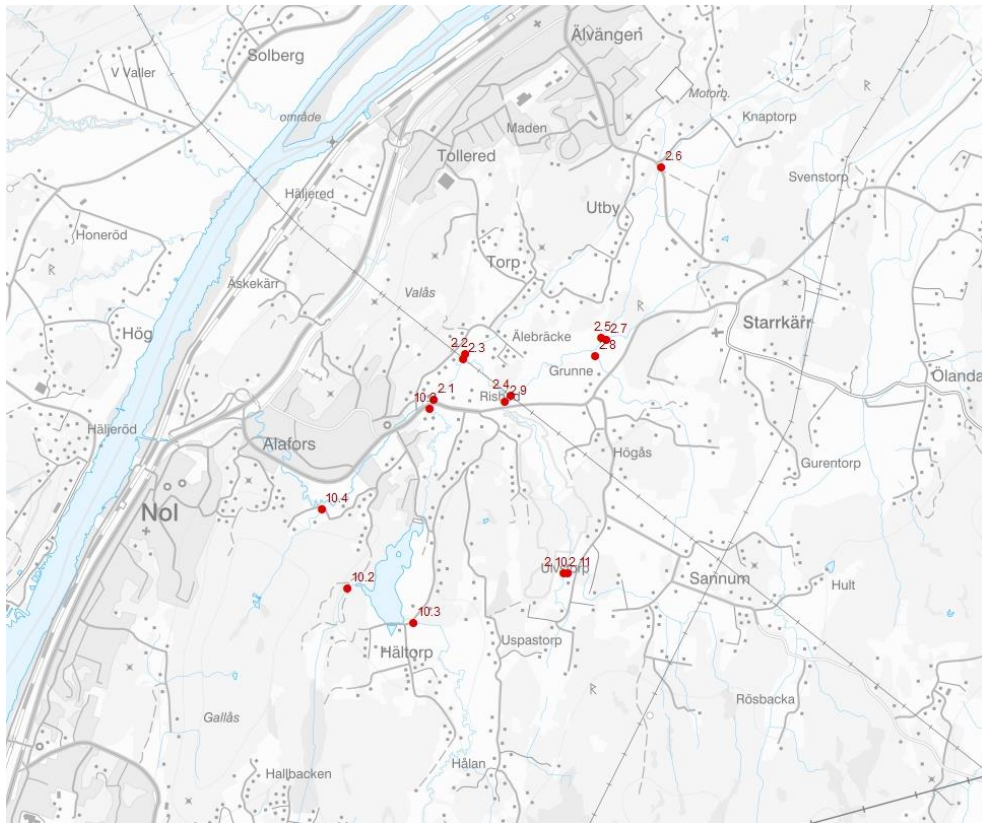 Älvängen
Solberg
V Valler
Motorb.
område
Maden
Knaptorp
Tollered
2.6
Svenstorp
Häljered
Utby
Honeröd
R
Torp
Äskekärr
Valås
R
Hög
Älebräcke
2.5
2.7
Starrkärr
2.2
2.3
2.8
Grunne
Ölanda
2.4
2.9
2.1
Häljeröd
Alafors
Högås
Gurentorp
Nol
10.4
2.10
2.11
10.2
Sannum
Hult
10.3
Uspastorp
Hältorp
R
Rösbacka
Gallås
Hålan
Hallbacken